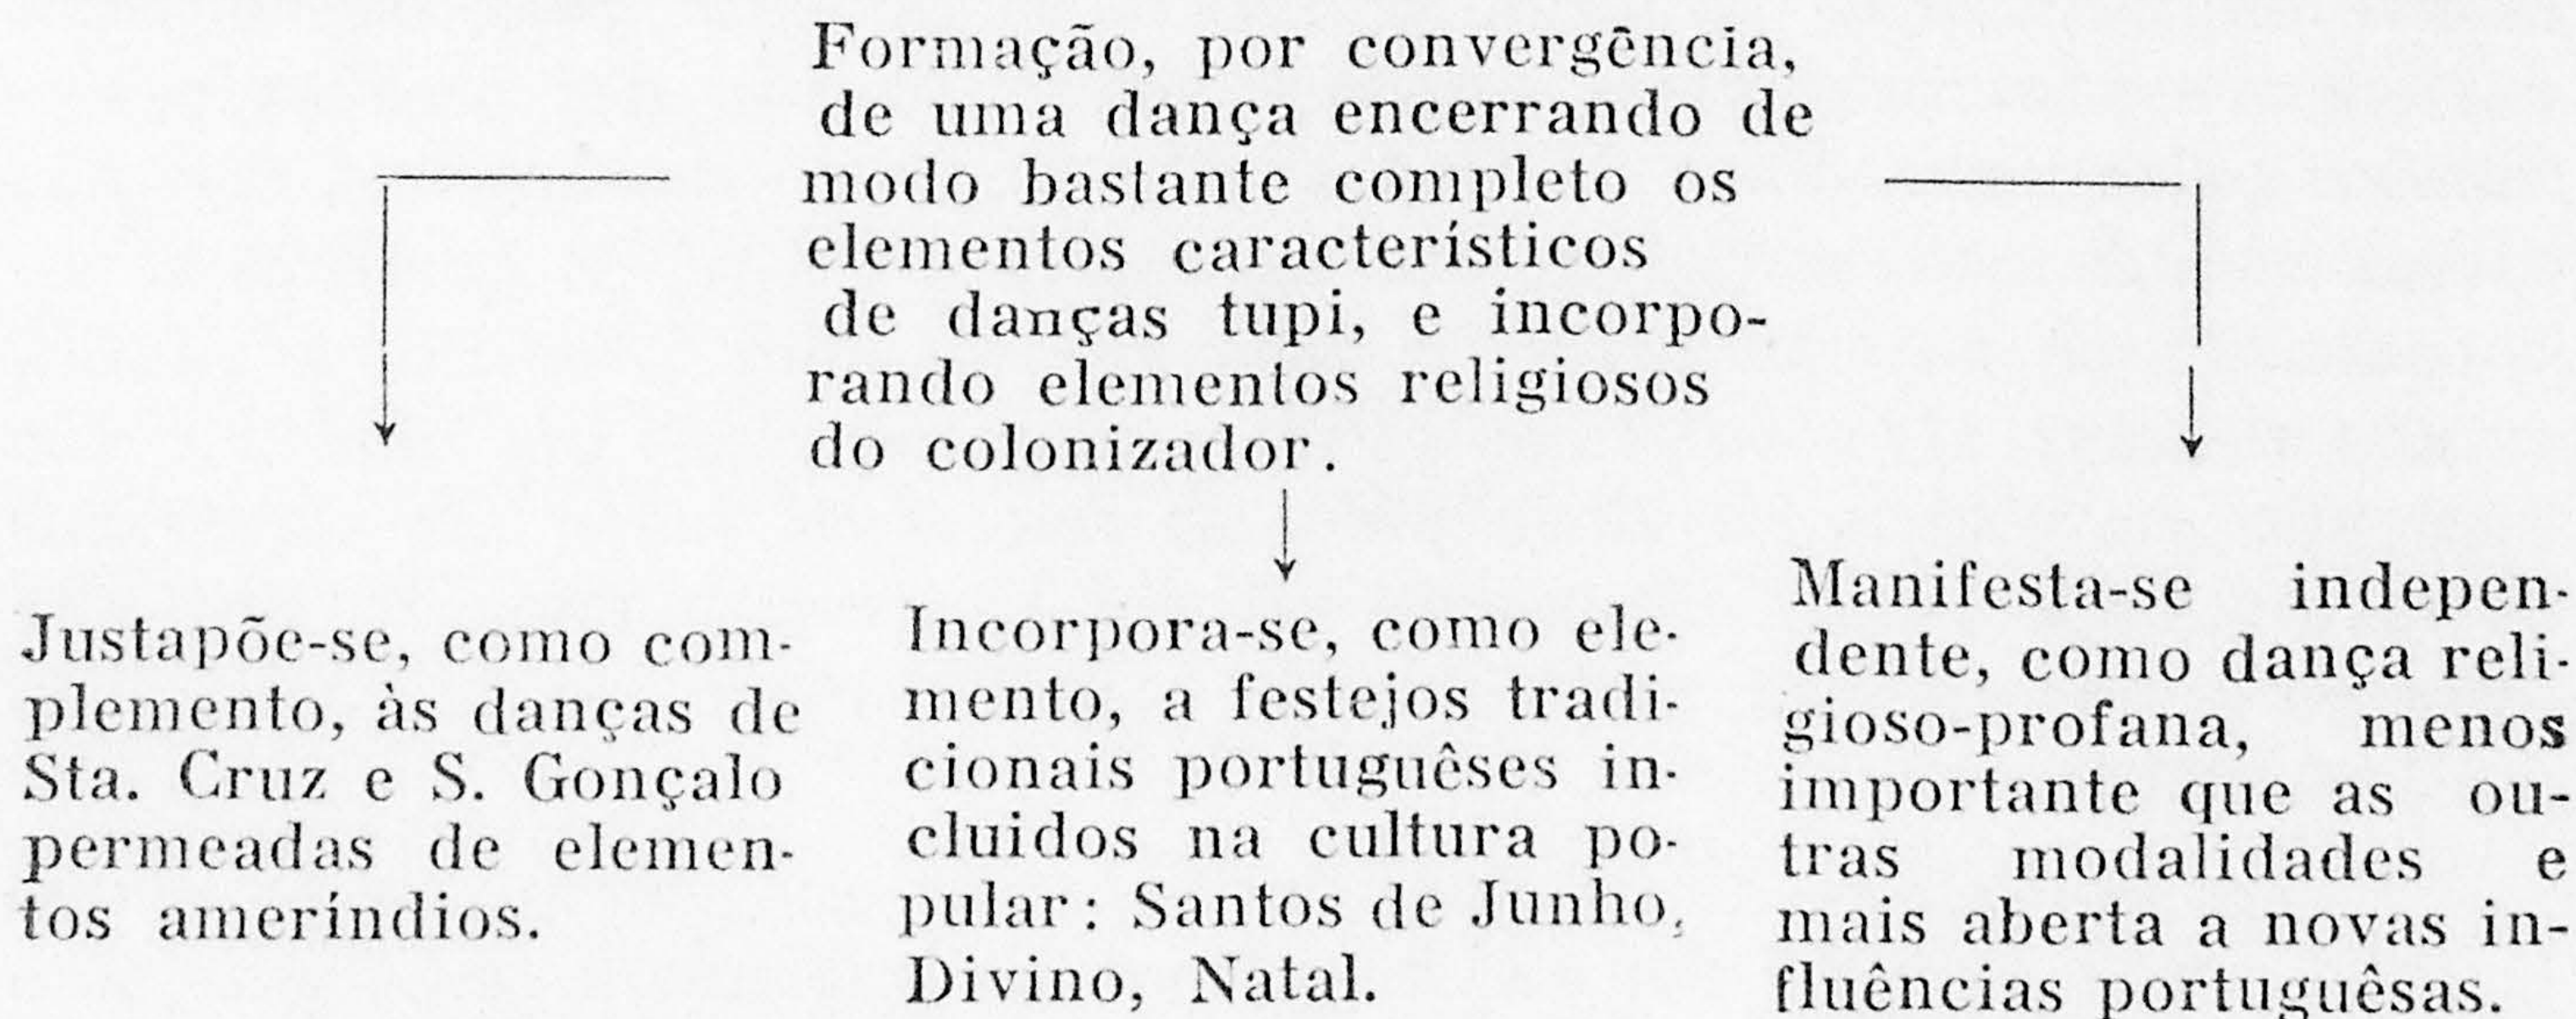 Formação, por convergência,
de uma dança encerrando de
modo bastante completo os
elementos característicos
de danças tupi, e incorpo-
rando elementos religiosos
do colonizador.
Justapõe-se, como com-
plemento, às danças de
Sta. Cruz e S. Gonçalo
permeadas de elemen-
tos ameríndios.
Incorpora-se, como ele-
mento, a festejos tradi-
cionais portuguêses in-
cluidos na cultura po-
pular: Santos de Junho,
Divino, Natal.
Manifesta-se indepen-
dente, como dança reli-
gioso-profana, menos
importante que as ou-
tras modalidades e
mais aberta a novas in-
fluências portuguêsas.